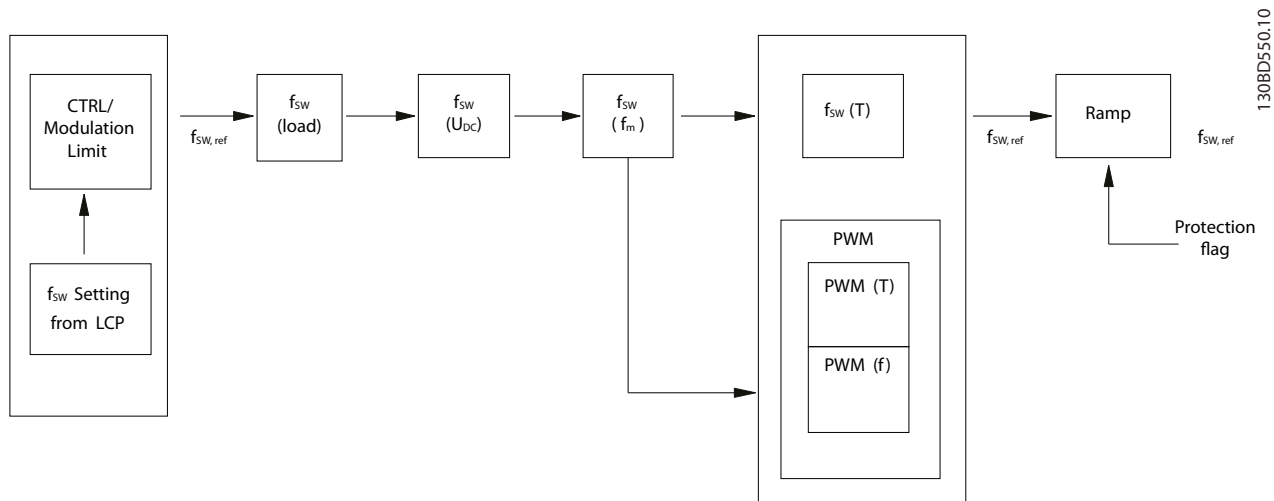 130BD550.10
CTRL/
Modulation
Limit
fSW, ref
fSW
(load)
fSW
(UDC)
fSW
( fm )
fSW (T)
fSW, ref
Ramp
fSW, ref
PWM
Protection
flag
PWM (T)
fSW Setting
from LCP
PWM (f)